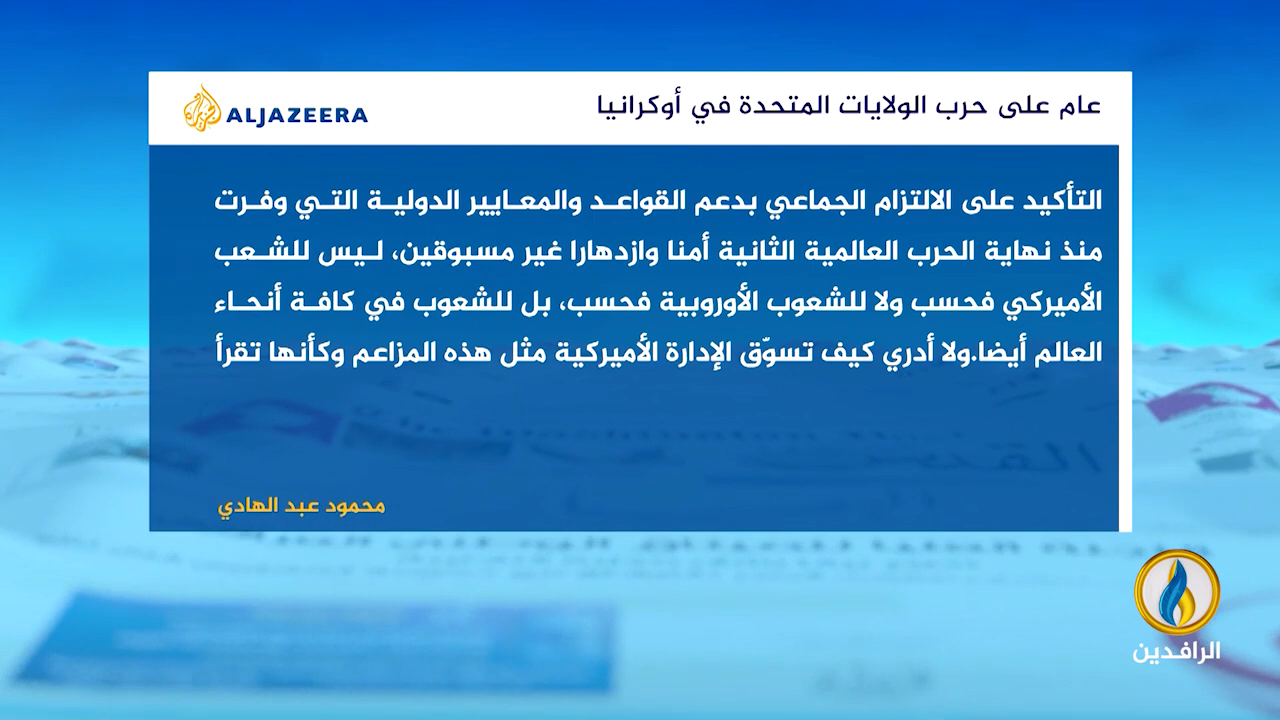 عام على حرب الولايات المتحدة في أوكرانيا
ALJAZEERA
التأكيد على الالتزام الجماعي بدعم القواعد والمعايير الدولية التي وفرت
منذ نهاية الحرب العالمية الثانية أمنا وازدهارا غير مسبوقين، ليس للشعب
الأميركي فحسب ولا للشعوب الأوروبية فحسب، بل للشعوب في كافة أنحاء
العالم أيضا.ولا أدري كيف تسوّق الإدارة الأميركية مثل هذه المزاعم وكأنها تقرأ
محمود عبد الهادي
الرافدين